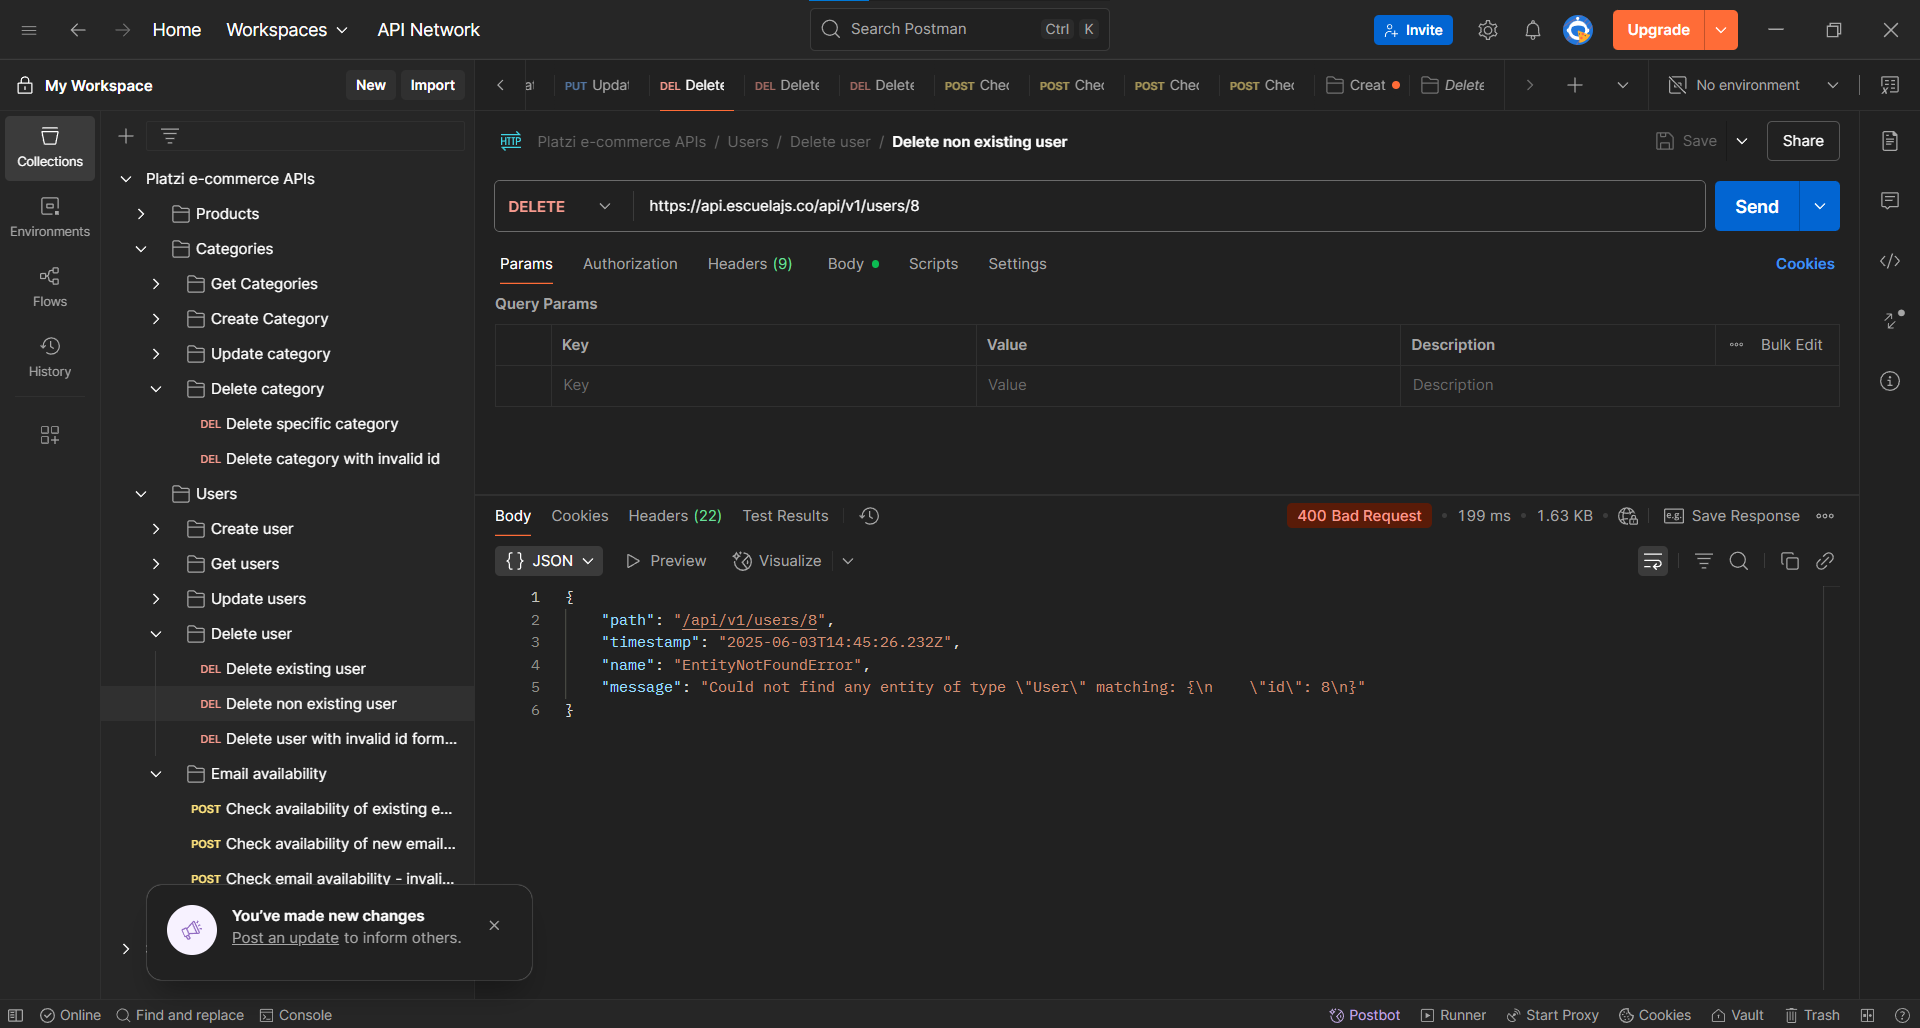 Home
Workspaces
API Network
Search Postman
Ctrl K
Invite
Upgrade
My Workspace
New
Import
PUT Updat
DEL Delete
DEL Delete
DEL Delete
POST Chec
POST Chec
POST Chec
POST Chec
Creat
Delete
No environment
Collections
Environments
Flows
History
Platzi e-commerce APIs
Products
Categories
Get Categories
Create Category
Update category
Delete category
DEL Delete specific category
DEL Delete category with invalid id
Users
Create user
Get users
Update users
Delete user
DEL Delete existing user
DEL Delete non existing user
DEL Delete user with invalid id form...
Email availability
POST Check availability of existing e...
POST Check availability of new email...
POST Check email availability - invali...
You've made new changes
Post an update to inform others.
HTTP Platzi e-commerce APIs / Users / Delete user / Delete non existing user
Save
Share
DELETE
https://api.escuelajs.co/api/v1/users/8
Send
Params
Authorization
Headers (9)
Body
Scripts
Settings
Cookies
Query Params
Key
Value
Description
Bulk Edit
Key
Value
Description
Body
Cookies
Headers (22)
Test Results
400 Bad Request
199 ms
1.63 KB
e.g. Save Response
{} JSON
Preview
Visualize
1 {
2 "path": "/api/v1/users/8",
3 "timestamp": "2025-06-03T14:45:26.232Z",
4 "name": "EntityNotFoundError",
5 "message": "Could not find any entity of type \"User\" matching: {\n    \"id\": 8\n}"
6 }
Online
Find and replace
Console
Postbot
Runner
Start Proxy
Cookies
Vault
Trash